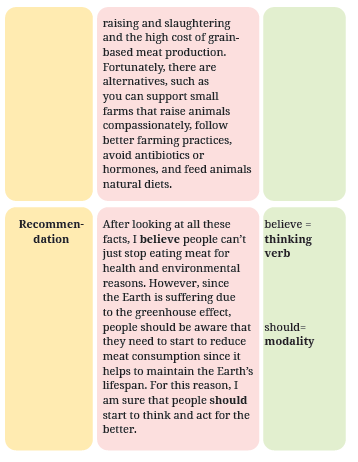 raising and slaughtering
and the high cost of grain-
based meat production.
Fortunately, there are
alternatives, such as
you can support small
farms that raise animals
compassionately, follow
better farming practices,
avoid antibiotics or
hormones, and feed animals
natural diets.
Recommen-
dation
After looking at all these
facts, I believe people can't
just stop eating meat for
health and environmental
reasons. However, since
the Earth is suffering due
to the greenhouse effect,
people should be aware that
they need to start to reduce
meat consumption since it
helps to maintain the Earth's
lifespan. For this reason, I
am sure that people should
start to think and act for the
better.
believe =
thinking
verb
should=
modality